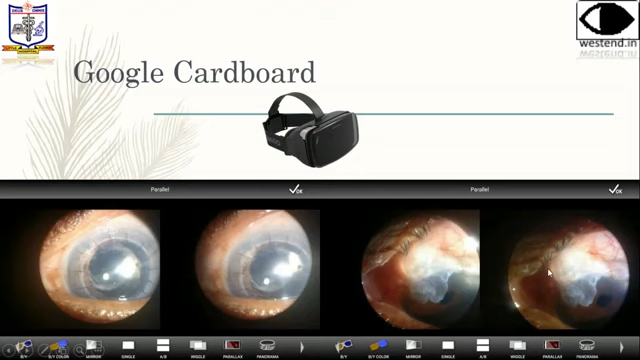 westend.in
Google Cardboard
Parallel
OK
Parallel
OK
B/Y
B/Y COLOR
MIRROR
SINGLE
A/B
WIGGLE
PARALLAX
PANORAMA
B/Y
B/Y COLOR
MIRROR
SINGLE
A/B
WIGGLE
PARALLAX
PANORAMA